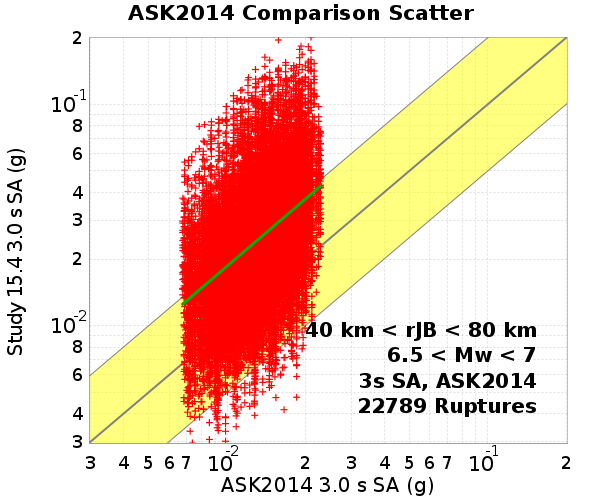 ASK2014 Comparison Scatter
Study 15.4 3.0 s SA (g)
2
10⁻¹
8
6
4
3
2
10⁻²
8
6
4
3
40 km < rJB < 80 km
6.5 < Mw < 7
3s SA, ASK2014
22789 Ruptures
3 4 5 6 7 10⁻² 2 3 4 5 6 7 10⁻¹ 2
ASK2014 3.0 s SA (g)